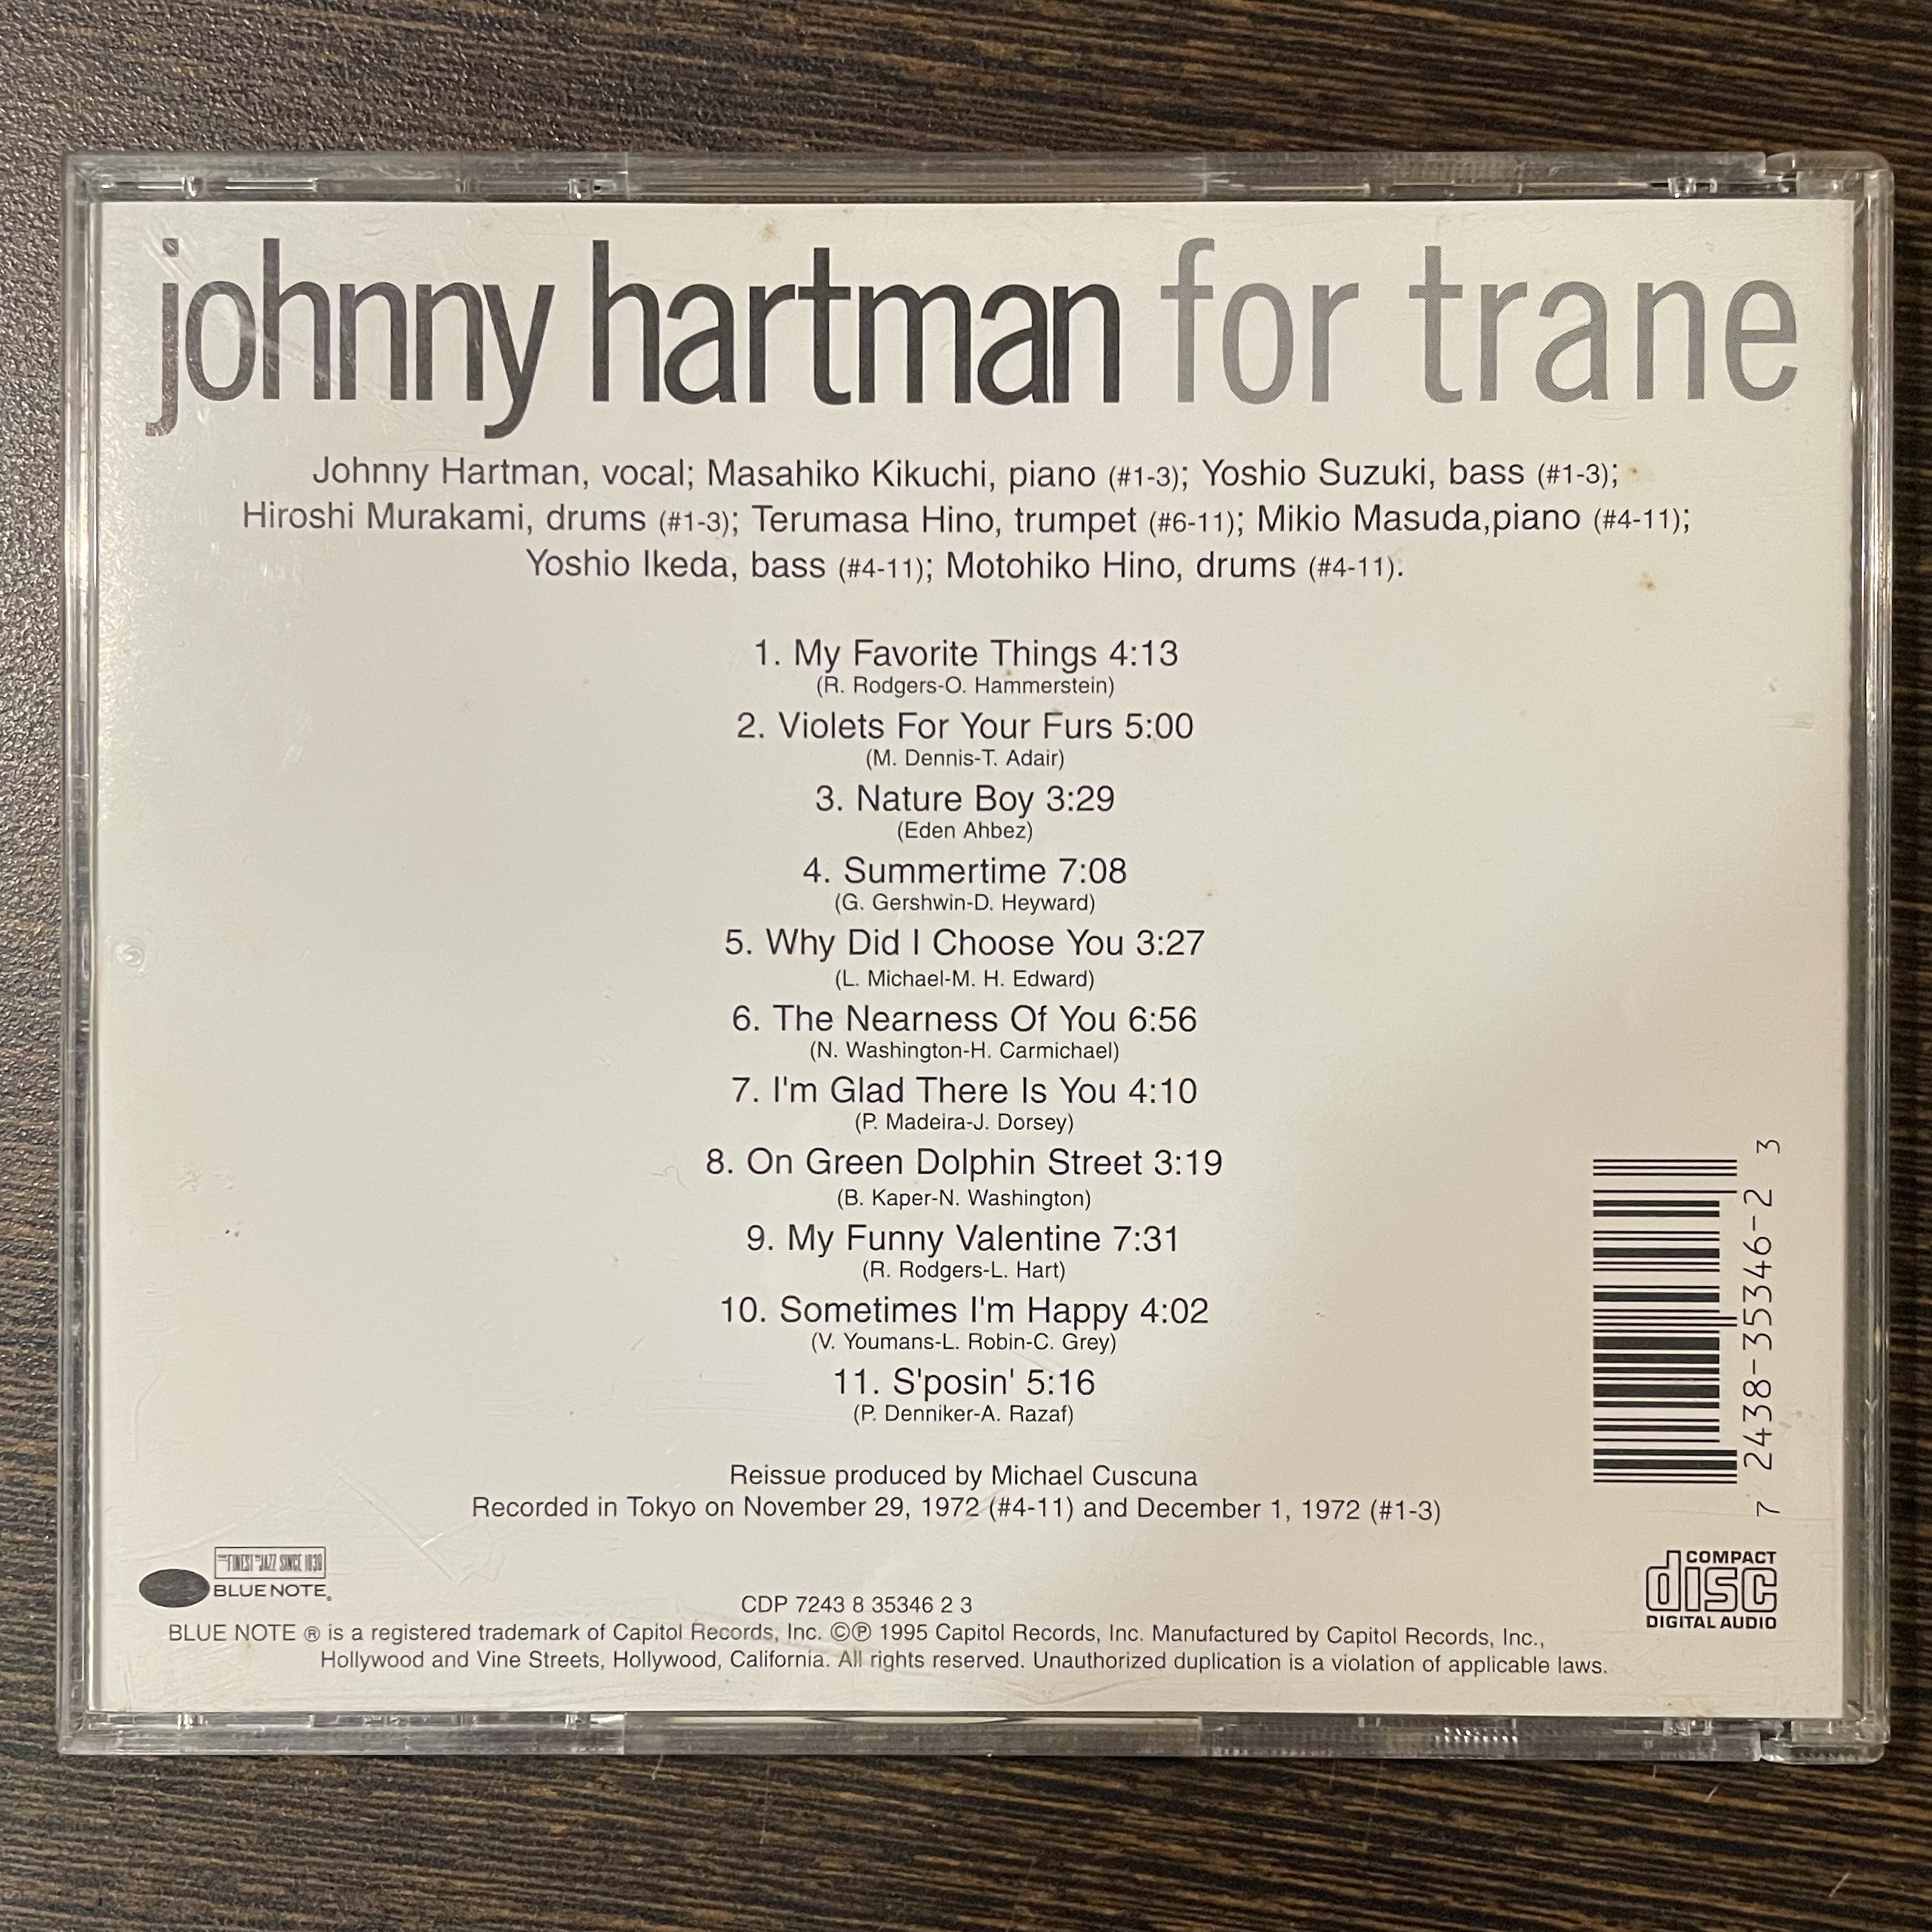 johnny hartman for trane
Johnny Hartman, vocal; Masahiko Kikuchi, piano (#1-3); Yoshio Suzuki, bass (#1-3);
Hiroshi Murakami, drums (#1-3); Terumasa Hino, trumpet (#6-11); Mikio Masuda,piano (#4-11);
Yoshio Ikeda, bass (#4-11); Motohiko Hino, drums (#4-11).
1. My Favorite Things 4:13
(R. Rodgers-O. Hammerstein)
2. Violets For Your Furs 5:00
(M. Dennis-T. Adair)
3. Nature Boy 3:29
(Eden Ahbez)
4. Summertime 7:08
(G. Gershwin-D. Heyward)
5. Why Did I Choose You 3:27
(L. Michael-M. H. Edward)
6. The Nearness Of You 6:56
(N. Washington-H. Carmichael)
7. I'm Glad There Is You 4:10
(P. Madeira-J. Dorsey)
8. On Green Dolphin Street 3:19
(B. Kaper-N. Washington)
9. My Funny Valentine 7:31
(R. Rodgers-L. Hart)
10. Sometimes I'm Happy 4:02
(V. Youmans-L. Robin-C. Grey)
11. S'posin' 5:16
(P. Denniker-A. Razaf)
Reissue produced by Michael Cuscuna
Recorded in Tokyo on November 29, 1972 (#4-11) and December 1, 1972 (#1-3)
7 2438-35346-2 3
THE FINEST IN JAZZ SINCE 1939
BLUE NOTE®
COMPACT
disc
DIGITAL AUDIO
CDP 7243 8 35346 2 3
BLUE NOTE ® is a registered trademark of Capitol Records, Inc. ©℗ 1995 Capitol Records, Inc. Manufactured by Capitol Records, Inc.,
Hollywood and Vine Streets, Hollywood, California. All rights reserved. Unauthorized duplication is a violation of applicable laws.